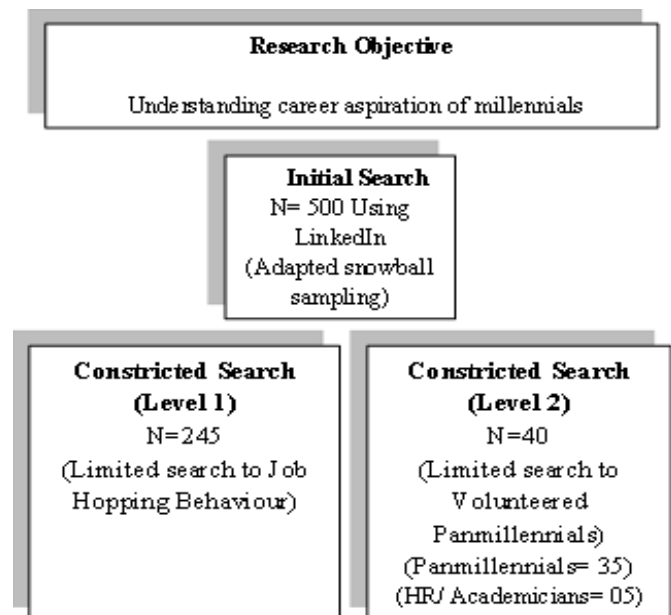 Research Objective
Understanding career aspiration of millennials
Initial Search
N= 500 Using
LinkedIn
(Adapted snowball
sampling)
Constricted Search
(Level 1)
N=245
(Limited search to Job
Hopping Behaviour)
Constricted Search
(Level 2)
N=40
(Limited search to
Volunteered
Panmillennials)
(Panmillennials= 35)
(HR/ Academicians= 05)